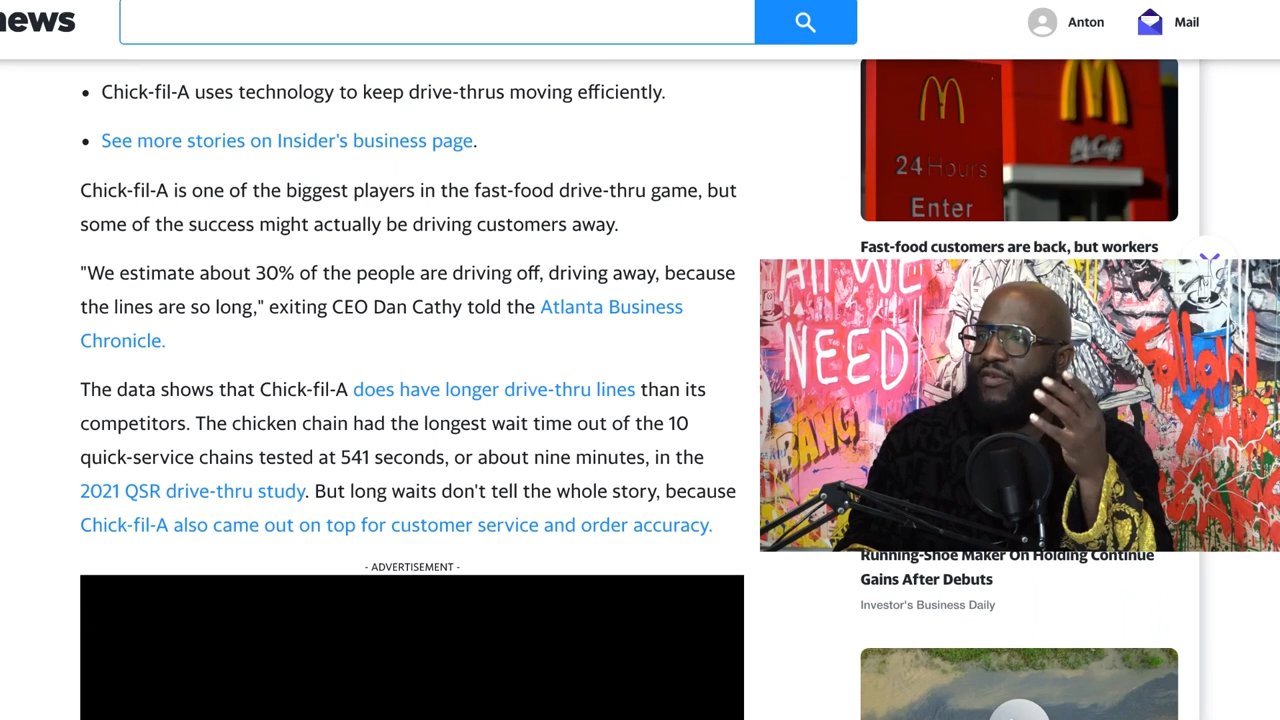 news
Anton
Mail
• Chick-fil-A uses technology to keep drive-thrus moving efficiently.
• See more stories on Insider's business page.
Chick-fil-A is one of the biggest players in the fast-food drive-thru game, but
some of the success might actually be driving customers away.
"We estimate about 30% of the people are driving off, driving away, because
the lines are so long," exiting CEO Dan Cathy told the Atlanta Business
Chronicle.
The data shows that Chick-fil-A does have longer drive-thru lines than its
competitors. The chicken chain had the longest wait time out of the 10
quick-service chains tested at 541 seconds, or about nine minutes, in the
2021 QSR drive-thru study. But long waits don't tell the whole story, because
Chick-fil-A also came out on top for customer service and order accuracy.
- ADVERTISEMENT -
McCafé
24 Hours
Enter
Fast-food customers are back, but workers
ALL WE
NEED
BANG
follow
YOUR
Running-Shoe Maker On Holding Continue
Gains After Debuts
Investor's Business Daily